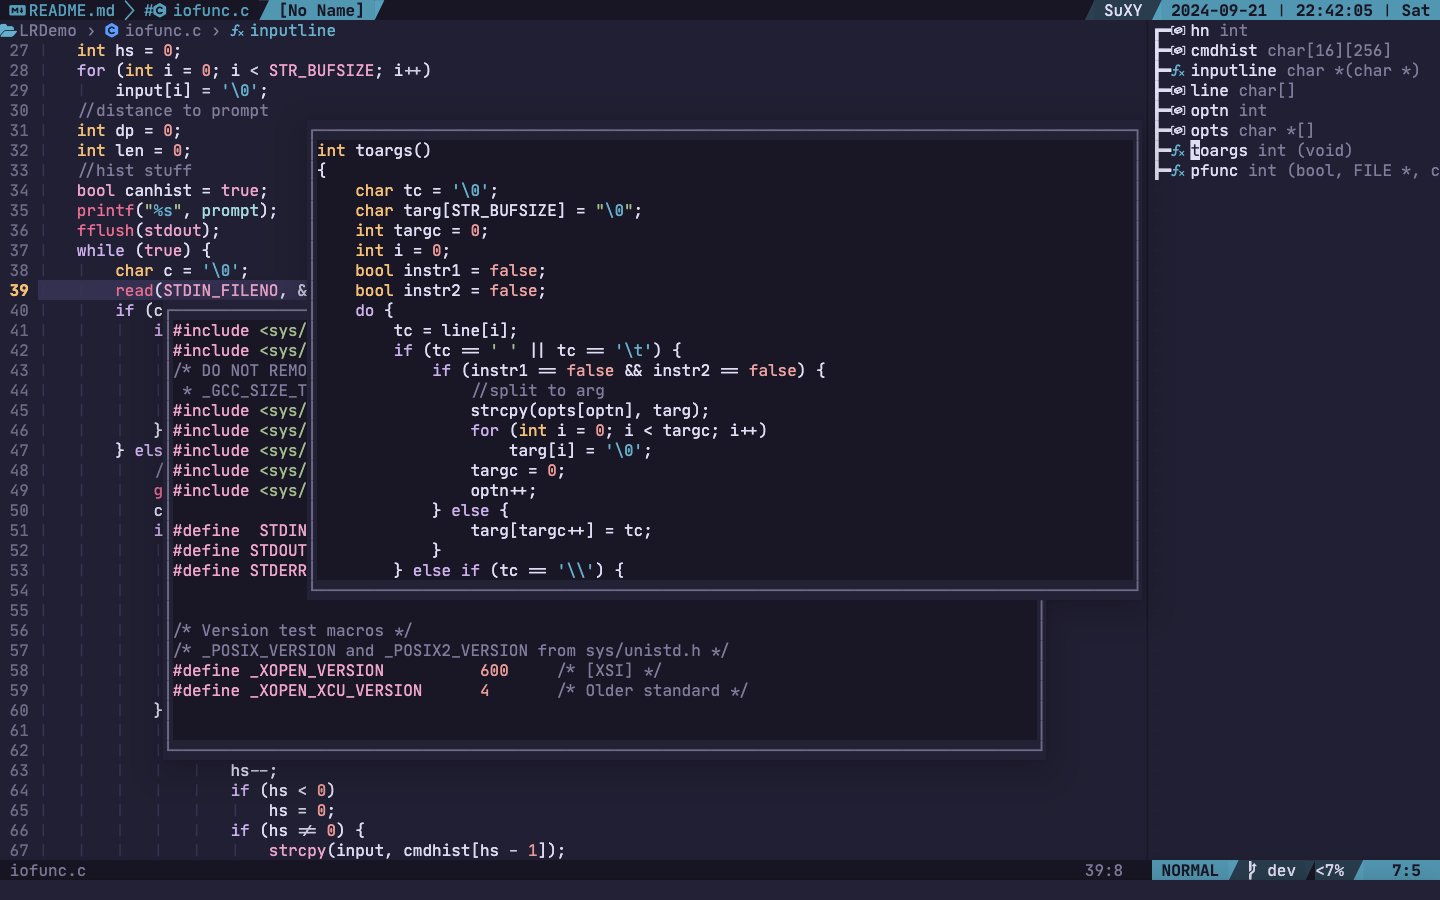 README.md #iofunc.c [No Name] SuXY 2024-09-21 | 22:42:05 | Sat
LRDemo › iofunc.c › inputline
27 int hs = 0;
28 for (int i = 0; i < STR_BUFSIZE; i++)
29 input[i] = '\0';
30 //distance to prompt
31 int dp = 0;
32 int len = 0;
33 //hist stuff
34 bool canhist = true;
35 printf("%s", prompt);
36 fflush(stdout);
37 while (true) {
38 char c = '\0';
39 read(STDIN_FILENO, &
40 if (c
41 i
42
43
44
45
46 }
47 } els
48 /
49 g
50 c
51 i
52
53
54
55
56
57
58
59
60 }
61
62
63 hs--;
64 if (hs < 0)
65 hs = 0;
66 if (hs != 0) {
67 strcpy(input, cmdhist[hs - 1]);
#include <sys/
#include <sys/
/* DO NOT REMO
* _GCC_SIZE_T
#include <sys/
#include <sys/
#include <sys/
#include <sys/
#include <sys/
#define  STDIN
#define STDOUT
#define STDERR
/* Version test macros */
/* _POSIX_VERSION and _POSIX2_VERSION from sys/unistd.h */
#define _XOPEN_VERSION 600 /* [XSI] */
#define _XOPEN_XCU_VERSION 4 /* Older standard */
int toargs()
{
char tc = '\0';
char targ[STR_BUFSIZE] = "\0";
int targc = 0;
int i = 0;
bool instr1 = false;
bool instr2 = false;
do {
tc = line[i];
if (tc == ' ' || tc == '\t') {
if (instr1 == false && instr2 == false) {
//split to arg
strcpy(opts[optn], targ);
for (int i = 0; i < targc; i++)
targ[i] = '\0';
targc = 0;
optn++;
} else {
targ[targc++] = tc;
}
} else if (tc == '\\') {
hn int
cmdhist char[16][256]
inputline char *(char *)
line char[]
optn int
opts char *[]
toargs int (void)
pfunc int (bool, FILE *, c
iofunc.c 39:8 NORMAL dev <7% 7:5